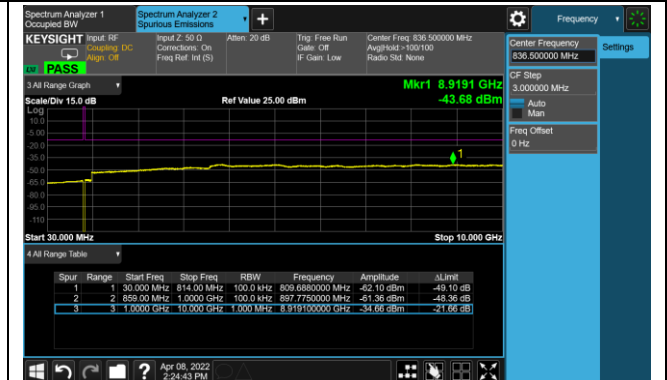 Spectrum Analyzer 1
Occupied BW
Spectrum Analyzer 2
Spurious Emissions
Frequency
KEYSIGHT
Input: RF
Coupling: DC
Align: Off
Input Z: 50 Ω
Corrections: On
Freq Ref: Int (S)
Atten: 20 dB
Trig: Free Run
Gate: Off
IF Gain: Low
Center Freq: 836.500000 MHz
Avg|Hold:>100/100
Radio Std: None
LXI
PASS
Center Frequency
836.500000 MHz
Settings
CF Step
3.000000 MHz
Auto
Man
Freq Offset
0 Hz
3 All Range Graph
Mkr1 8.9191 GHz
-43.68 dBm
Scale/Div 15.0 dB
Ref Value 25.00 dBm
Log
10.0
-5.00
-20.0
-35.0
-50.0
-65.0
-80.0
-95.0
-110
1
Start 30.000 MHz
Stop 10.000 GHz
4 All Range Table
Spur Range Start Freq Stop Freq RBW Frequency Amplitude ΔLimit
1 1 30.000 MHz 814.00 MHz 100.0 kHz 809.6880000 MHz -62.10 dBm -49.10 dB
2 2 859.00 MHz 1.0000 GHz 100.0 kHz 897.7750000 MHz -61.36 dBm -48.36 dB
3 3 1.0000 GHz 10.000 GHz 1.000 MHz 8.919100000 GHz -34.66 dBm -21.66 dB
Apr 08, 2022
2:24:43 PM